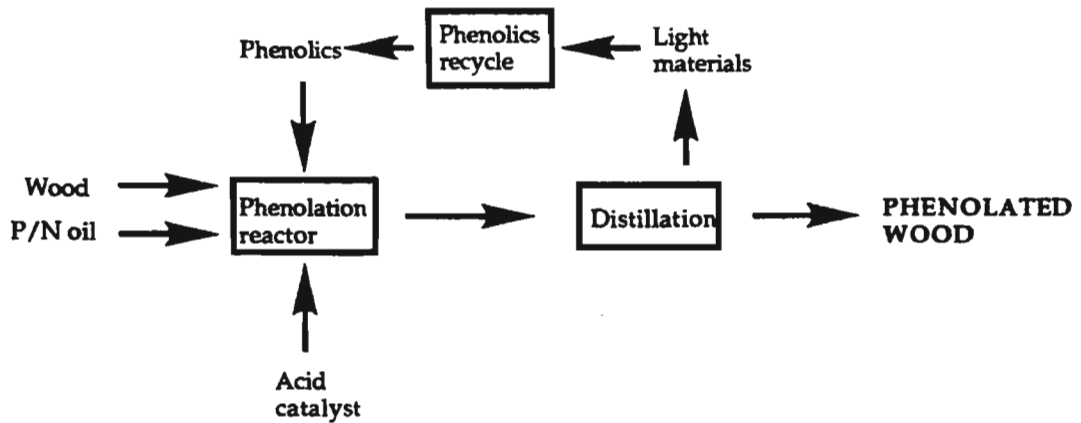 Phenolics
Phenolics
recycle
Light
materials
Wood
P/N oil
Phenolation
reactor
Distillation
PHENOLATED
WOOD
Acid
catalyst